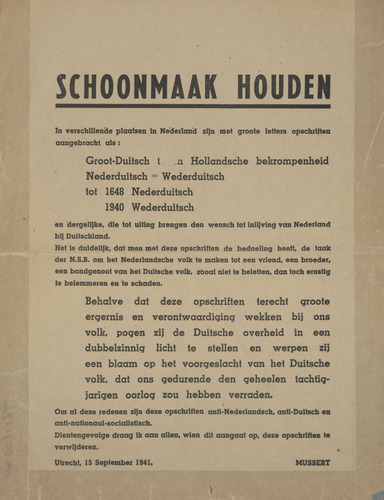 SCHOONMAAK HOUDEN
In verschillende plaatsen in Nederland zijn met groote letters opschriften
aangebracht als :
Groot-Duitsch Hollandsche bekrompenheid
Nederduitsch = Wederduitsch
tot 1648 Nederduitsch
1940 Wederduitsch
en dergelijke, die tot uiting brengen den wensch tot inlijving van Nederland
bij Duitschland.
Het is duidelijk, dat men met deze opschriften de bedoeling heeft, de taak
der N.S.B. om het Nederlandsche volk te maken tot een vriend, een broeder,
een bondgenoot van het Duitsche volk, zooal niet te beletten, dan toch ernstig
te belemmeren en te schaden.
Behalve dat deze opschriften terecht groote
ergernis en verontwaardiging wekken bij ons
volk, pogen zij de Duitsche overheid in een
dubbelzinnig licht te stellen en werpen zij
een blaam op het voorgeslacht van het Duitsche
volk, dat ons gedurende den geheelen tachtig-
jarigen oorlog zou hebben verraden.
Om al deze redenen zijn deze opschriften anti-Nederlandsch, anti-Duitsch en
anti-nationaal-socialistisch.
Dientengevolge draag ik aan allen, wien dit aangaat op, deze opschriften te
verwijderen.
Utrecht, 15 September 1941. MUSSERT